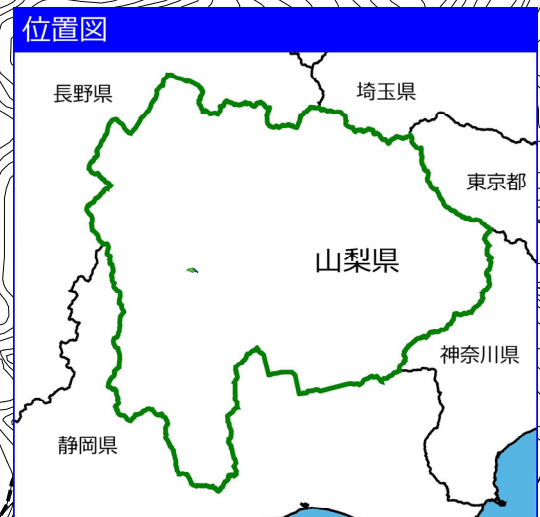 位置図
長野県
埼玉県
東京都
山梨県
神奈川県
静岡県